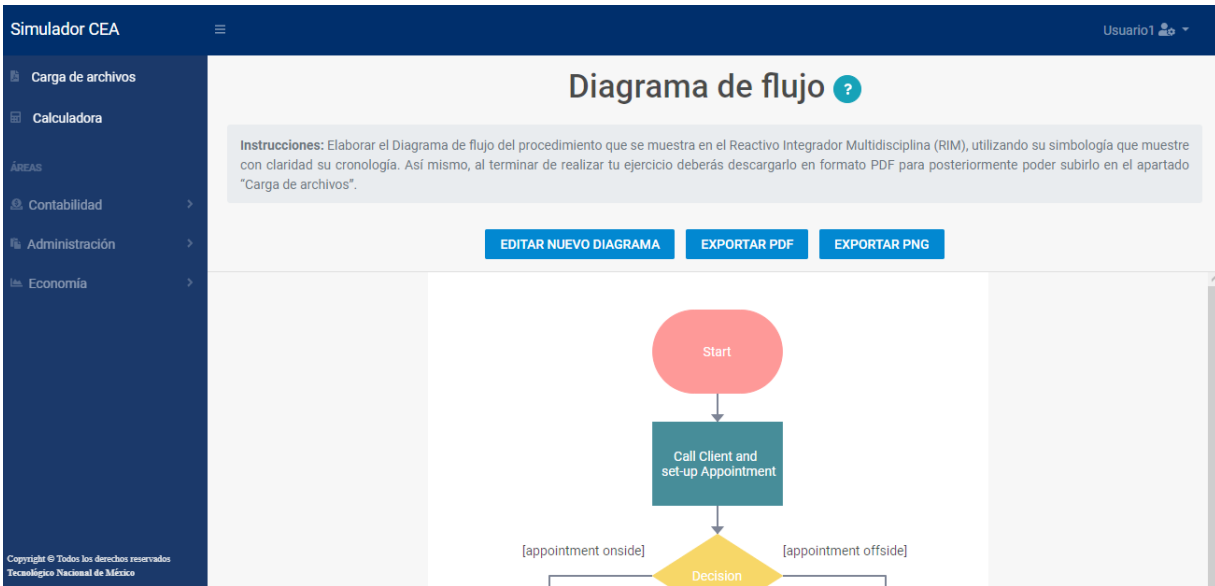 Simulador CEA
Usuario1
Carga de archivos
Calculadora
ÁREAS
Contabilidad
Administración
Economía
Copyright © Todos los derechos reservados
Tecnológico Nacional de México
Diagrama de flujo ?
Instrucciones: Elaborar el Diagrama de flujo del procedimiento que se muestra en el Reactivo Integrador Multidisciplina (RIM), utilizando su simbología que muestre
con claridad su cronología. Así mismo, al terminar de realizar tu ejercicio deberás descargarlo en formato PDF para posteriormente poder subirlo en el apartado
“Carga de archivos”.
EDITAR NUEVO DIAGRAMA
EXPORTAR PDF
EXPORTAR PNG
Start
Call Client and
set-up Appointment
[appointment onside]
[appointment offside]
Decision